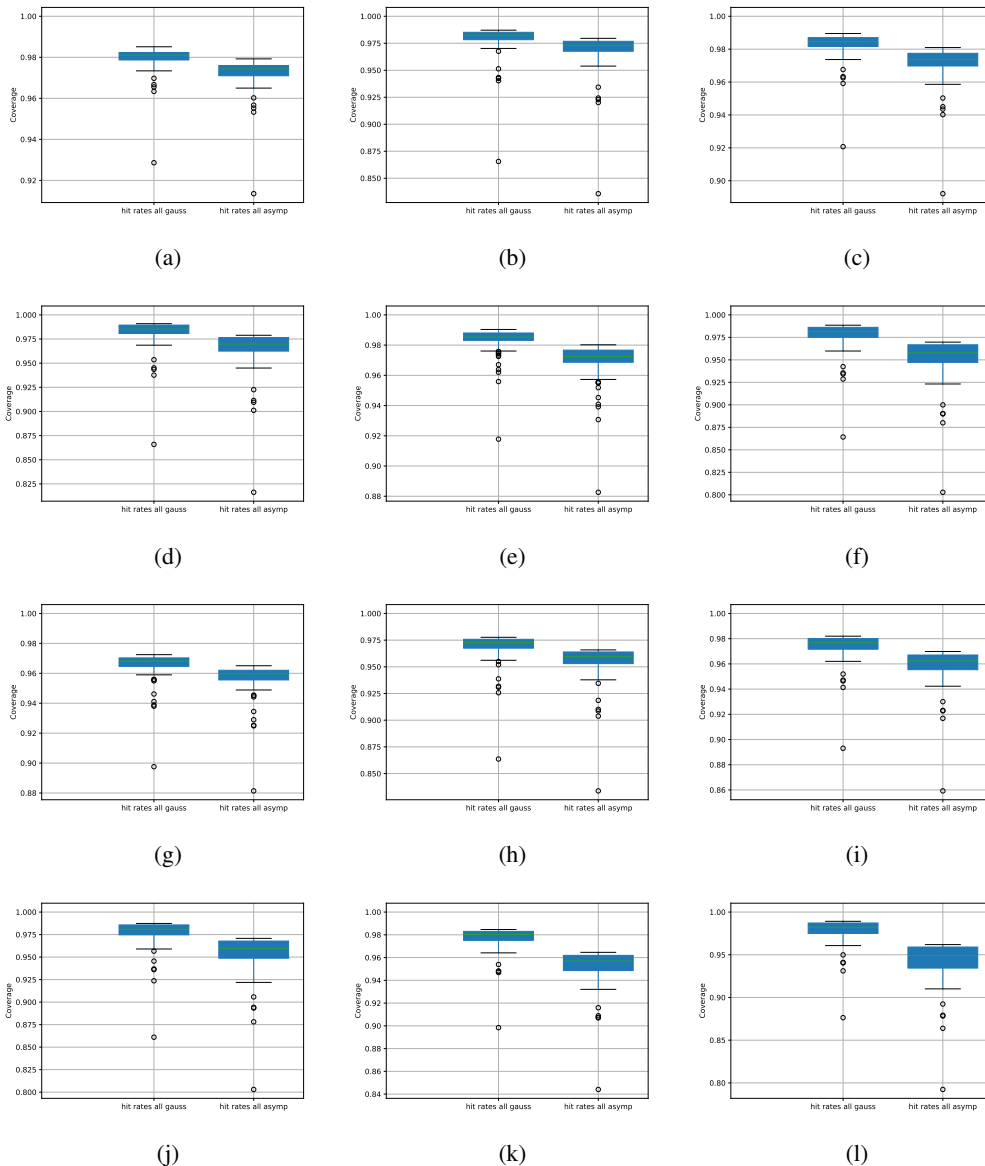 1.00
0.98
0.96
0.94
0.92
Coverage
hit rates all gauss hit rates all asymp
(a)
1.000
0.975
0.950
0.925
0.900
0.875
0.850
Coverage
hit rates all gauss hit rates all asymp
(b)
1.00
0.98
0.96
0.94
0.92
0.90
Coverage
hit rates all gauss hit rates all asymp
(c)
1.000
0.975
0.950
0.925
0.900
0.875
0.850
0.825
Coverage
hit rates all gauss hit rates all asymp
(d)
1.00
0.98
0.96
0.94
0.92
0.90
0.88
Coverage
hit rates all gauss hit rates all asymp
(e)
1.000
0.975
0.950
0.925
0.900
0.875
0.850
0.825
0.800
Coverage
hit rates all gauss hit rates all asymp
(f)
1.00
0.98
0.96
0.94
0.92
0.90
0.88
Coverage
hit rates all gauss hit rates all asymp
(g)
1.000
0.975
0.950
0.925
0.900
0.875
0.850
Coverage
hit rates all gauss hit rates all asymp
(h)
1.00
0.98
0.96
0.94
0.92
0.90
0.88
0.86
Coverage
hit rates all gauss hit rates all asymp
(i)
1.000
0.975
0.950
0.925
0.900
0.875
0.850
0.825
0.800
Coverage
hit rates all gauss hit rates all asymp
(j)
1.00
0.98
0.96
0.94
0.92
0.90
0.88
0.86
0.84
Coverage
hit rates all gauss hit rates all asymp
(k)
1.00
0.95
0.90
0.85
0.80
Coverage
hit rates all gauss hit rates all asymp
(l)